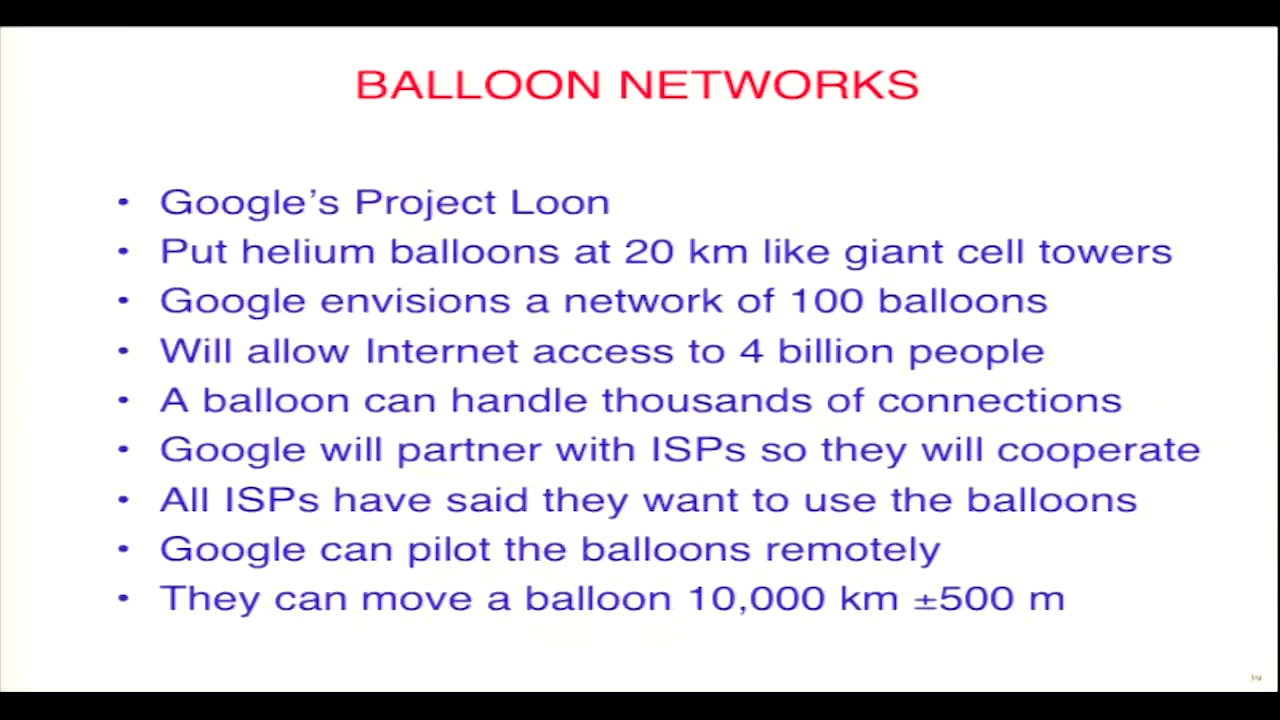 BALLOON NETWORKS
• Google's Project Loon
• Put helium balloons at 20 km like giant cell towers
• Google envisions a network of 100 balloons
• Will allow Internet access to 4 billion people
• A balloon can handle thousands of connections
• Google will partner with ISPs so they will cooperate
• All ISPs have said they want to use the balloons
• Google can pilot the balloons remotely
• They can move a balloon 10,000 km ±500 m